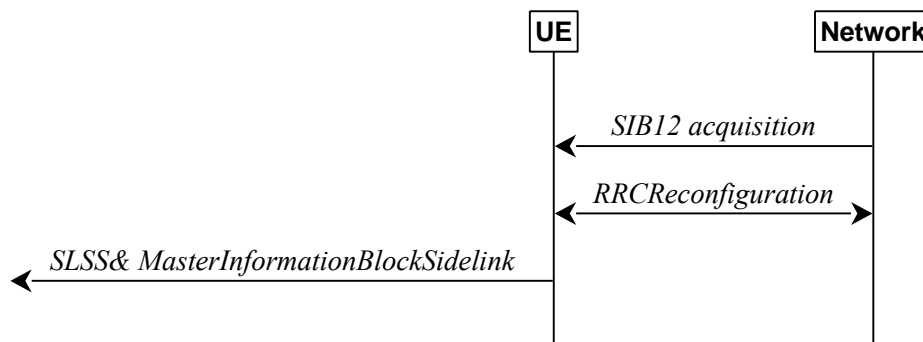 UE
Network
SIB12 acquisition
RRCReconfiguration
SLSS& MasterInformationBlockSidelink